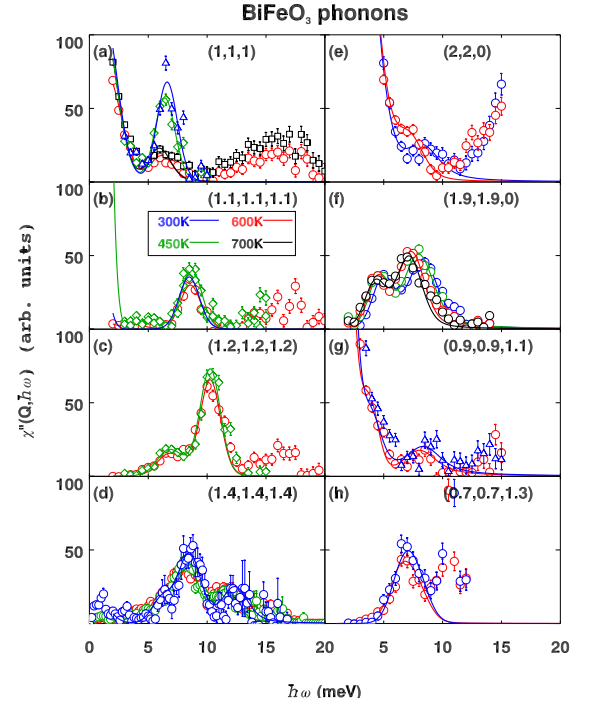 BiFeO3 phonons
χ"(Q,ħω) (arb. units)
100
50
(a)
(1,1,1)
(e)
(2,2,0)
100
50
(b)
(1.1,1.1,1.1)
300K
600K
450K
700K
(f)
(1.9,1.9,0)
100
50
(c)
(1.2,1.2,1.2)
(g)
(0.9,0.9,1.1)
100
50
(d)
(1.4,1.4,1.4)
(h)
(0.7,0.7,1.3)
0 5 10 15 20 5 10 15 20
ħω (meV)